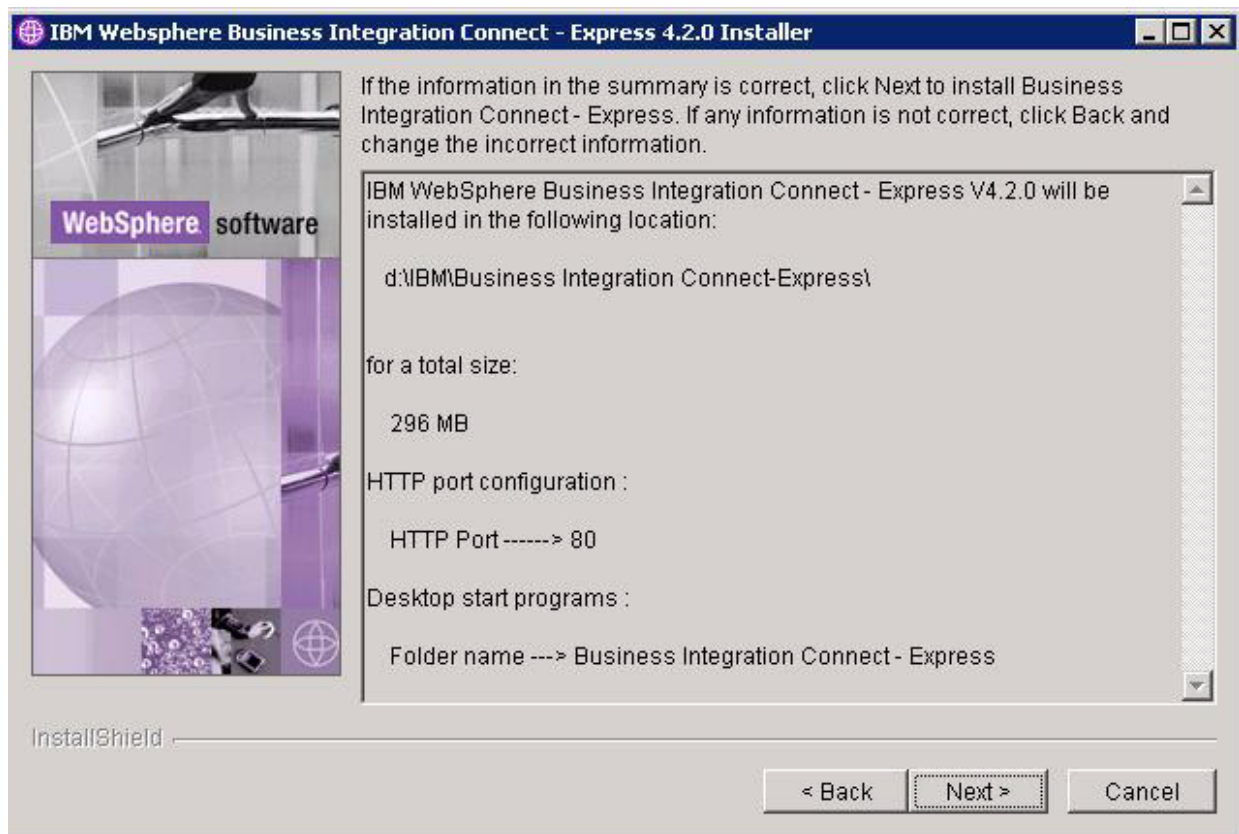 IBM Websphere Business Integration Connect - Express 4.2.0 Installer
If the information in the summary is correct, click Next to install Business
Integration Connect - Express. If any information is not correct, click Back and
change the incorrect information.
WebSphere software
IBM WebSphere Business Integration Connect - Express V4.2.0 will be
installed in the following location:
d:\IBM\Business Integration Connect-Express\
for a total size:
296 MB
HTTP port configuration :
HTTP Port ------> 80
Desktop start programs :
Folder name ---> Business Integration Connect - Express
InstallShield
< Back
Next >
Cancel